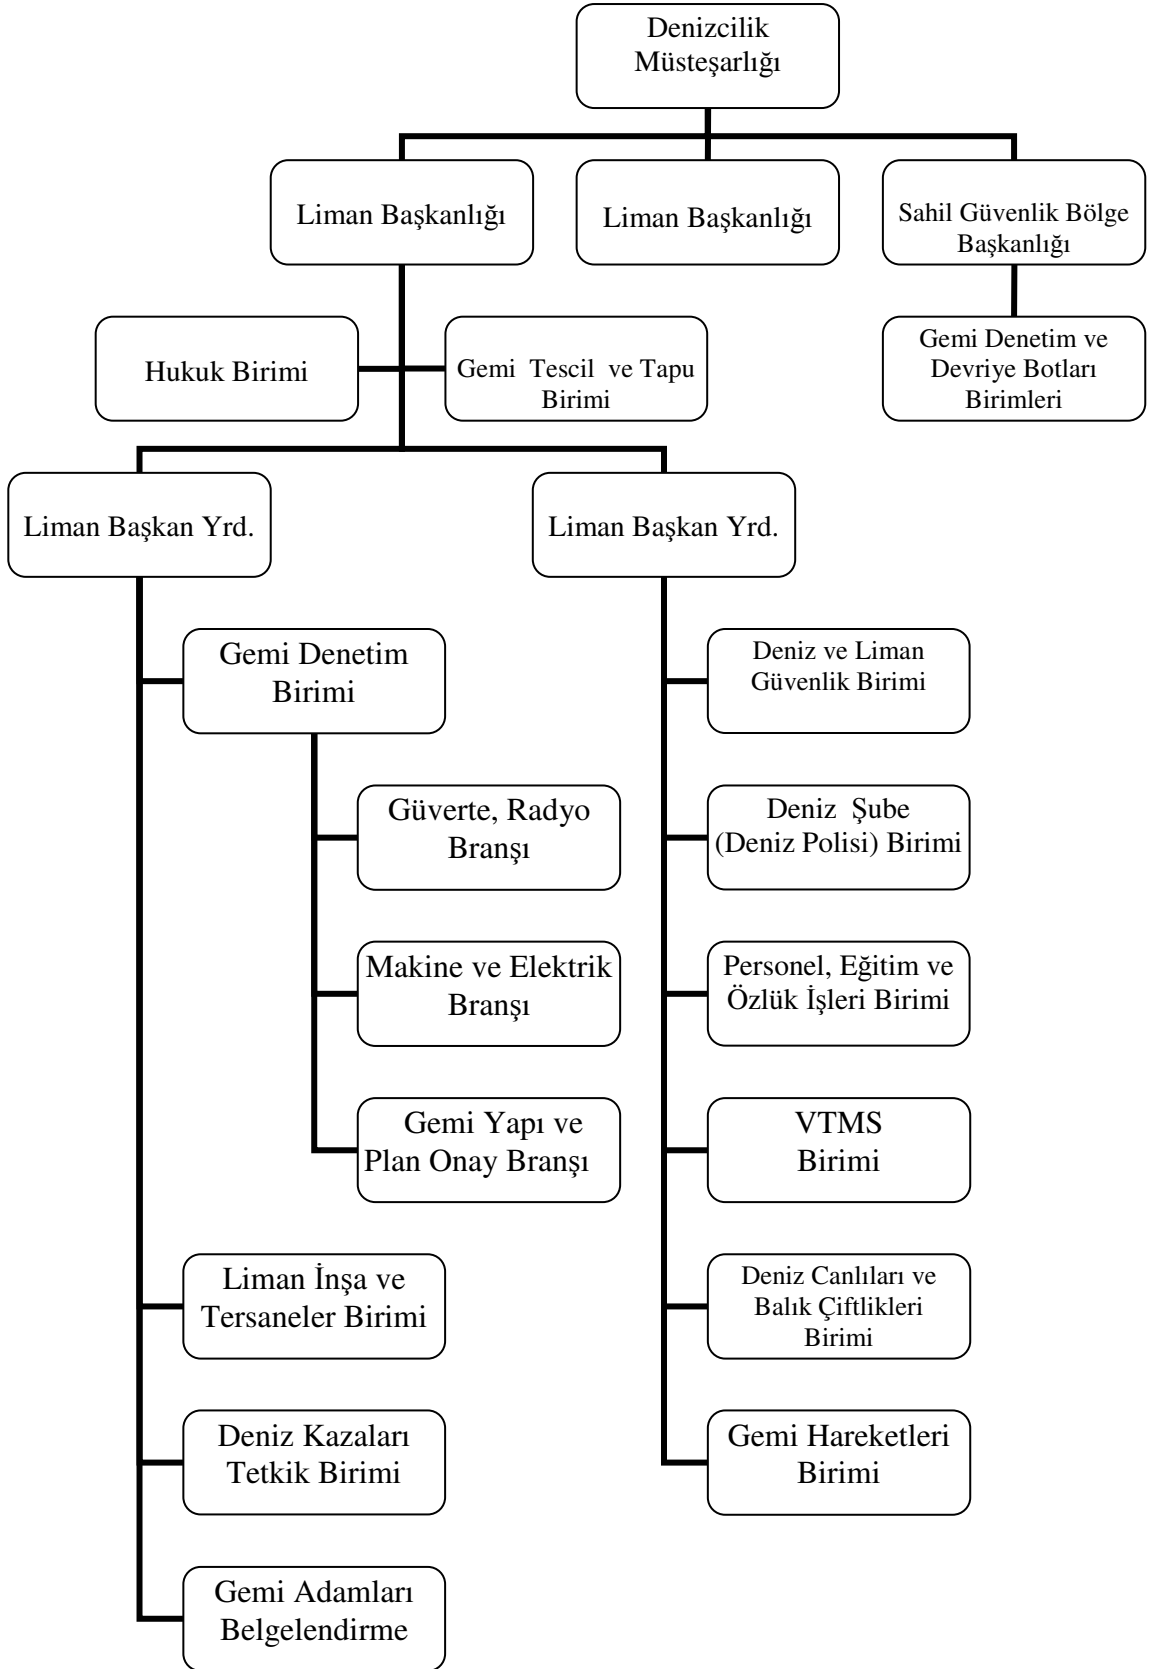 Denizcilik
Müsteşarlığı
Liman Başkanlığı
Liman Başkanlığı
Sahil Güvenlik Bölge
Başkanlığı
Hukuk Birimi
Gemi Tescil ve Tapu
Birimi
Gemi Denetim ve
Devriye Botları
Birimleri
Liman Başkan Yrd.
Liman Başkan Yrd.
Gemi Denetim
Birimi
Güverte, Radyo
Branşı
Makine ve Elektrik
Branşı
Gemi Yapı ve
Plan Onay Branşı
Liman İnşa ve
Tersaneler Birimi
Deniz Kazaları
Tetkik Birimi
Gemi Adamları
Belgelendirme
Deniz ve Liman
Güvenlik Birimi
Deniz Şube
(Deniz Polisi) Birimi
Personel, Eğitim ve
Özlük İşleri Birimi
VTMS
Birimi
Deniz Canlıları ve
Balık Çiftlikleri
Birimi
Gemi Hareketleri
Birimi